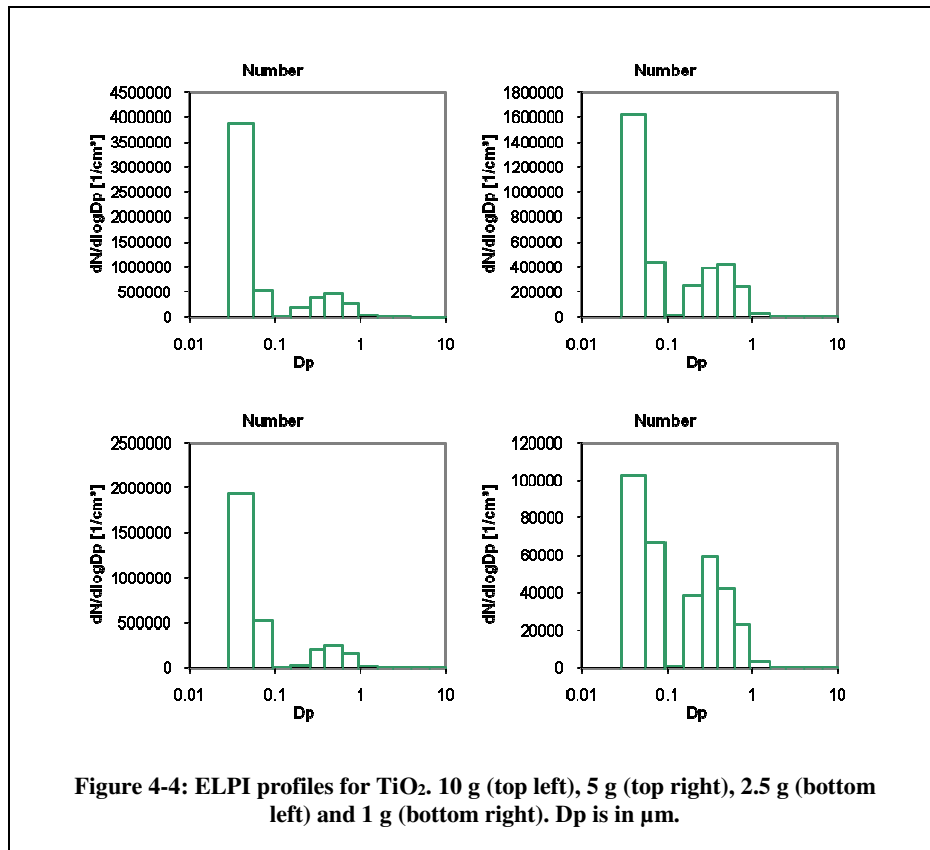 Number
4500000
4000000
3500000
3000000
2500000
2000000
1500000
1000000
500000
0
dN/dlogDp [1/cm³]
0.01 0.1 1 10
Dp
Number
1800000
1600000
1400000
1200000
1000000
800000
600000
400000
200000
0
dN/dlogDp [1/cm³]
0.01 0.1 1 10
Dp
Number
2500000
2000000
1500000
1000000
500000
0
dN/dlogDp [1/cm³]
0.01 0.1 1 10
Dp
Number
120000
100000
80000
60000
40000
20000
0
dN/dlogDp [1/cm³]
0.01 0.1 1 10
Dp
Figure 4-4: ELPI profiles for TiO₂. 10 g (top left), 5 g (top right), 2.5 g (bottom
left) and 1 g (bottom right). Dp is in µm.